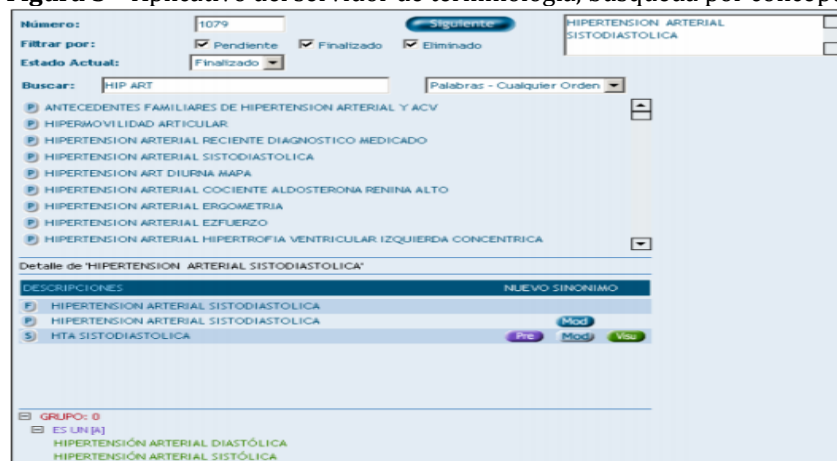 Figura 3 - Aplicativo del servidor de terminología, búsqueda por concepto
Número: 1079 Siguiente HIPERTENSION ARTERIAL
SISTODIASTOLICA
Filtrar por: Pendiente Finalizado Eliminado
Estado Actual: Finalizado
Buscar: HIP ART Palabras - Cualquier Orden
P ANTECEDENTES FAMILIARES DE HIPERTENSION ARTERIAL Y ACV
P HIPERMOVILIDAD ARTICULAR
P HIPERTENSION ARTERIAL RECIENTE DIAGNOSTICO MEDICADO
P HIPERTENSION ARTERIAL SISTODIASTOLICA
P HIPERTENSION ART DIURNA MAPA
P HIPERTENSION ARTERIAL COCIENTE ALDOSTERONA RENINA ALTO
P HIPERTENSION ARTERIAL ERGOMETRIA
P HIPERTENSION ARTERIAL EZFUERZO
P HIPERTENSION ARTERIAL HIPERTROFIA VENTRICULAR IZQUIERDA CONCENTRICA
Detalle de 'HIPERTENSION ARTERIAL SISTODIASTOLICA'
DESCRIPCIONES NUEVO SINONIMO
F HIPERTENSION ARTERIAL SISTODIASTOLICA
P HIPERTENSION ARTERIAL SISTODIASTOLICA Mod
S HTA SISTODIASTOLICA Pre Mod Visu
GRUPO: 0
ES UN [A]
HIPERTENSIÓN ARTERIAL DIASTÓLICA
HIPERTENSIÓN ARTERIAL SISTÓLICA